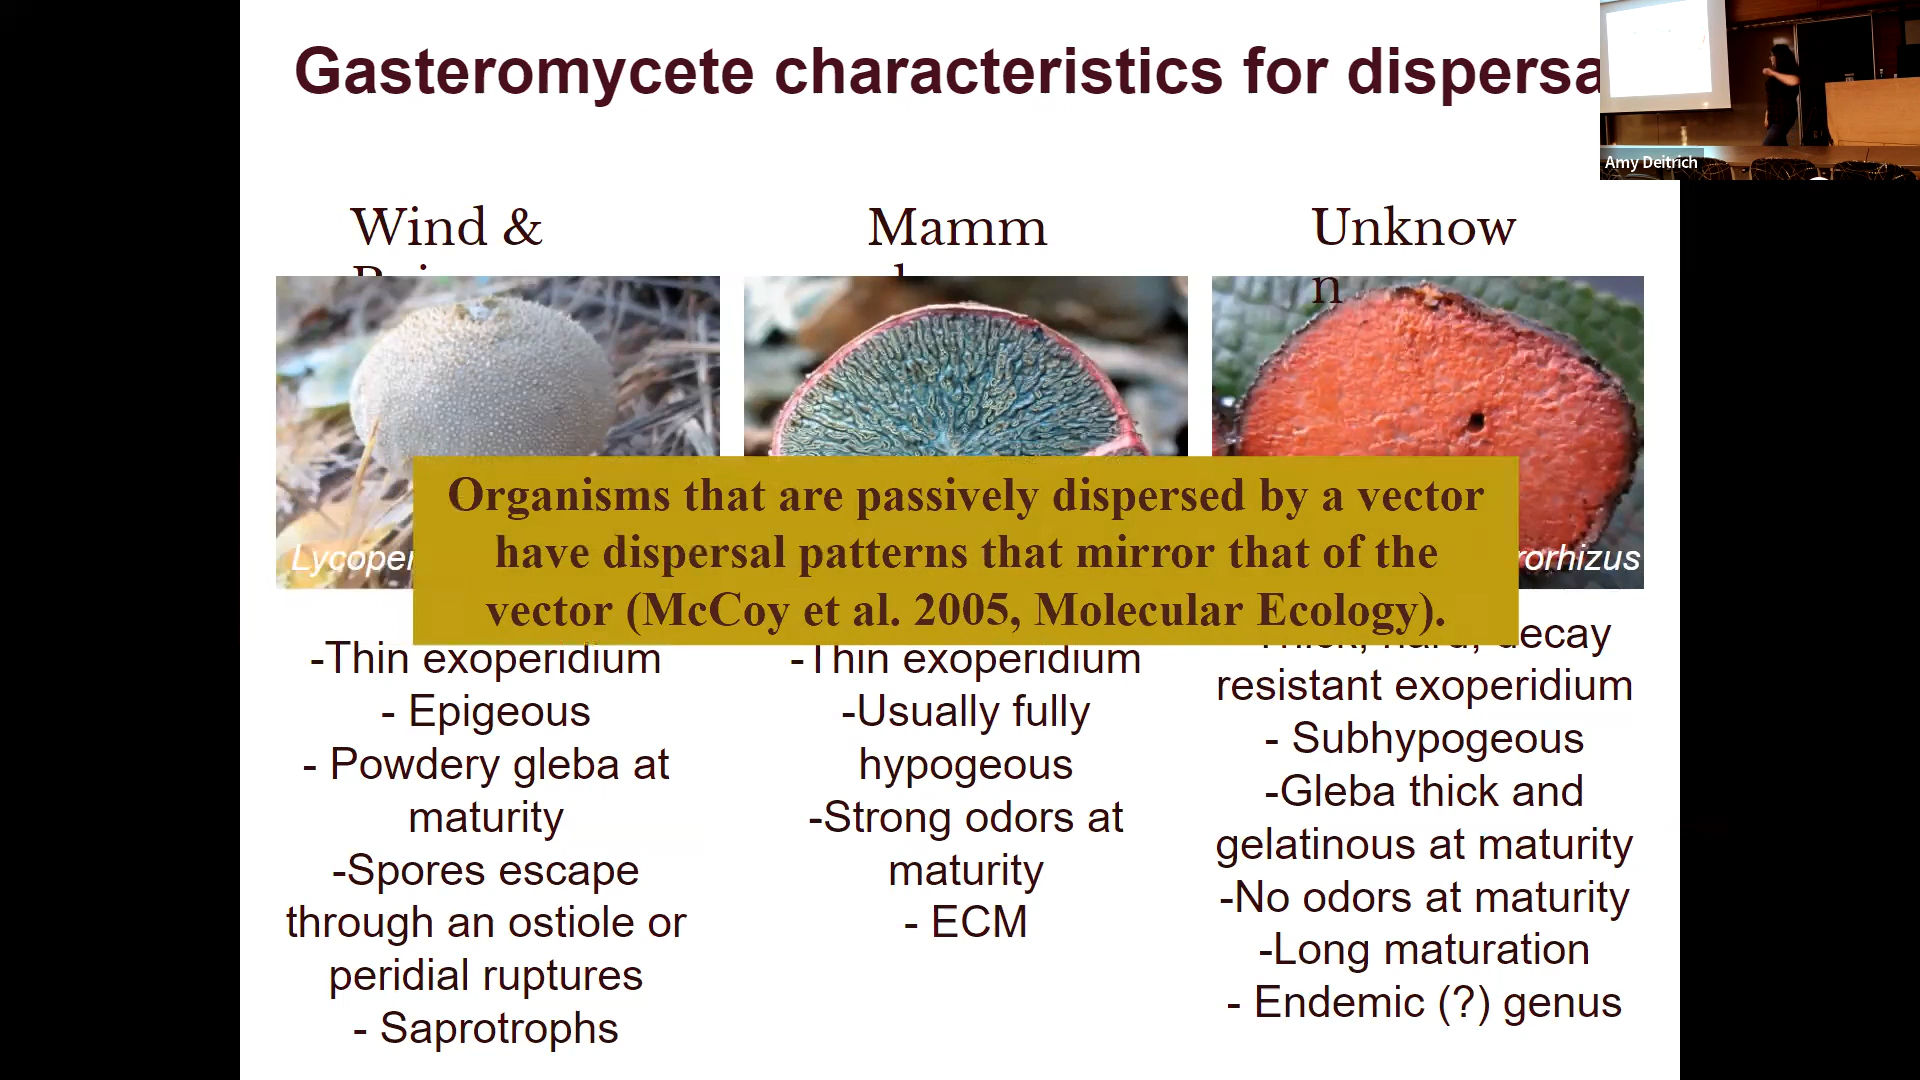 Gasteromycete characteristics for dispersa
Amy Deitrich
Wind &
Mamm
Unknow
n
Lycoper
rorhizus
Organisms that are passively dispersed by a vector
have dispersal patterns that mirror that of the
vector (McCoy et al. 2005, Molecular Ecology).
-Thin exoperidium
- Epigeous
- Powdery gleba at
maturity
-Spores escape
through an ostiole or
peridial ruptures
- Saprotrophs
-Thin exoperidium
-Usually fully
hypogeous
-Strong odors at
maturity
- ECM
ecay
resistant exoperidium
- Subhypogeous
-Gleba thick and
gelatinous at maturity
-No odors at maturity
-Long maturation
- Endemic (?) genus